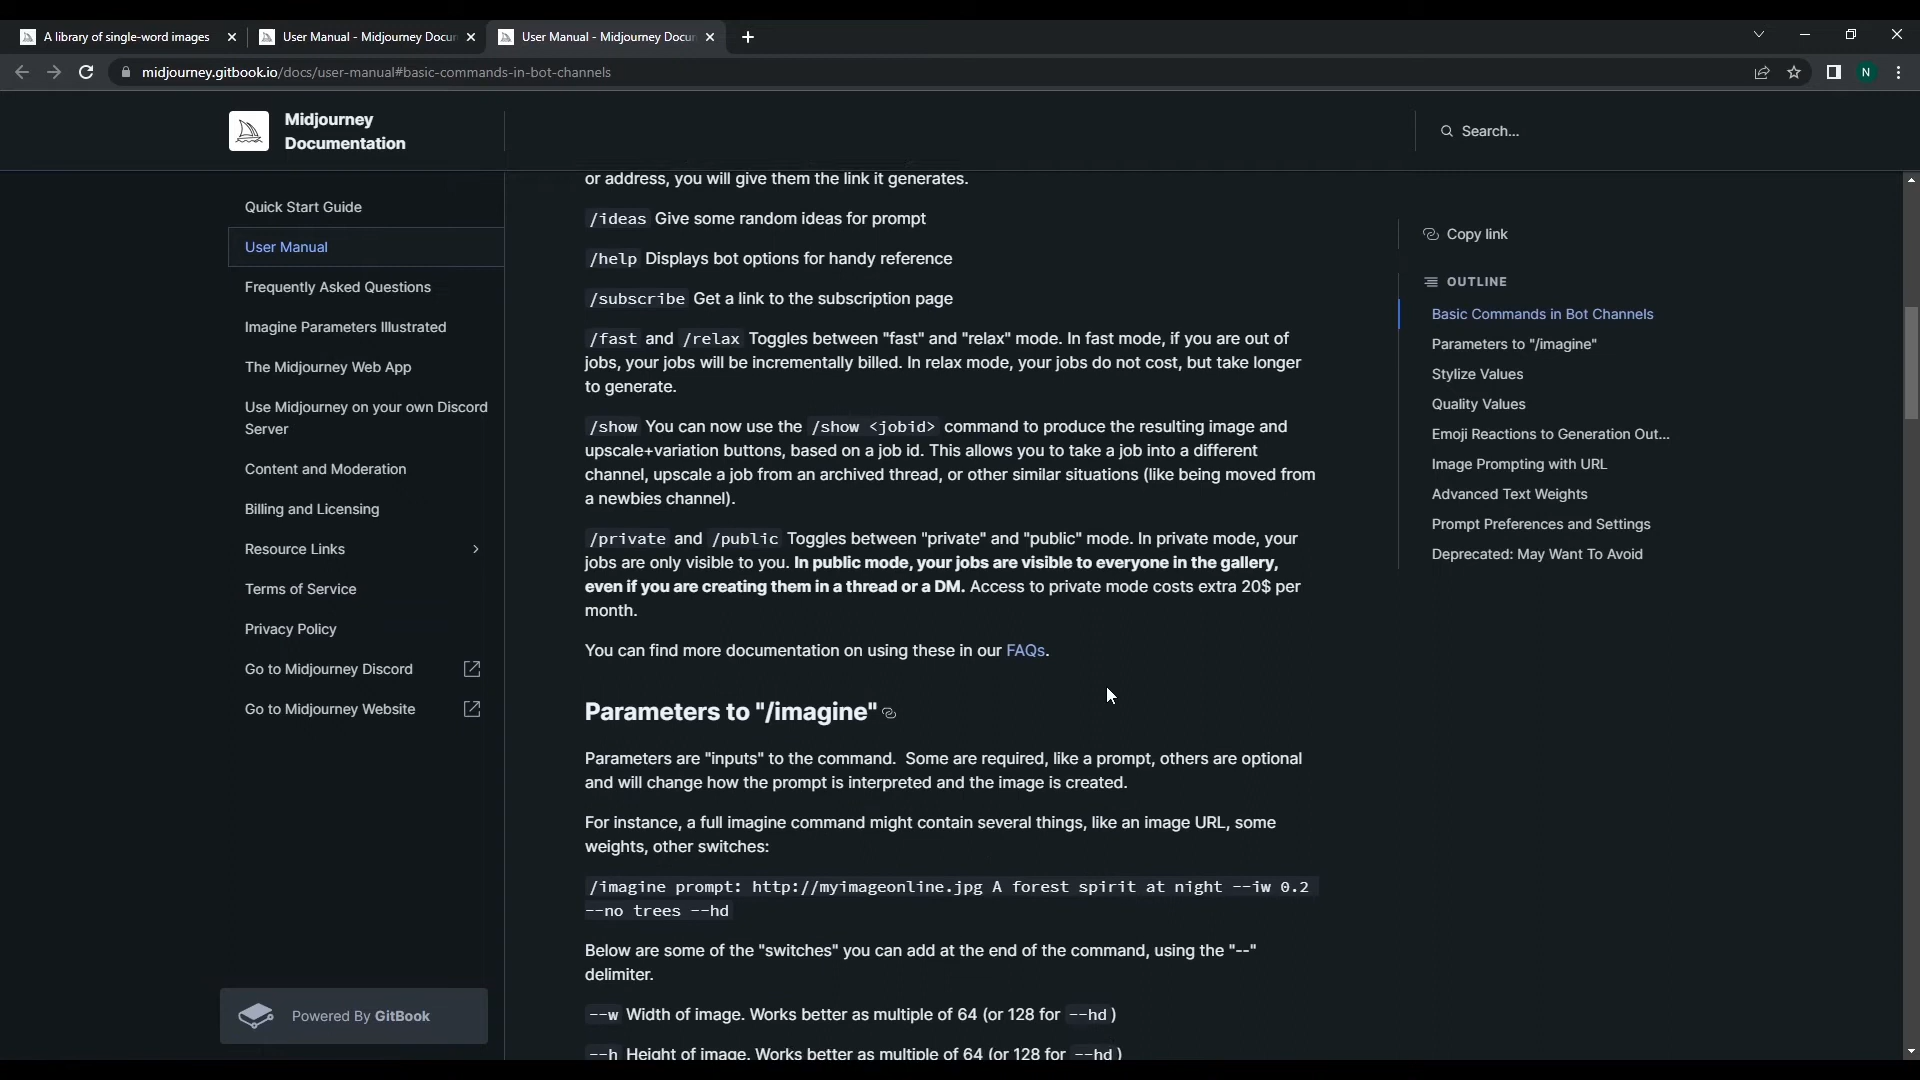 A library of single-word images
User Manual - Midjourney Docu
User Manual - Midjourney Docu
midjourney.gitbook.io/docs/user-manual#basic-commands-in-bot-channels
N
Midjourney
Documentation
Search...
Quick Start Guide
User Manual
Frequently Asked Questions
Imagine Parameters Illustrated
The Midjourney Web App
Use Midjourney on your own Discord
Server
Content and Moderation
Billing and Licensing
Resource Links
Terms of Service
Privacy Policy
Go to Midjourney Discord
Go to Midjourney Website
Powered By GitBook
or address, you will give them the link it generates.
/ideas Give some random ideas for prompt
/help Displays bot options for handy reference
/subscribe Get a link to the subscription page
/fast and /relax Toggles between "fast" and "relax" mode. In fast mode, if you are out of
jobs, your jobs will be incrementally billed. In relax mode, your jobs do not cost, but take longer
to generate.
/show You can now use the /show <jobid> command to produce the resulting image and
upscale+variation buttons, based on a job id. This allows you to take a job into a different
channel, upscale a job from an archived thread, or other similar situations (like being moved from
a newbies channel).
/private and /public Toggles between "private" and "public" mode. In private mode, your
jobs are only visible to you. In public mode, your jobs are visible to everyone in the gallery,
even if you are creating them in a thread or a DM. Access to private mode costs extra 20$ per
month.
You can find more documentation on using these in our FAQs.
Parameters to "/imagine"
Parameters are "inputs" to the command.  Some are required, like a prompt, others are optional
and will change how the prompt is interpreted and the image is created.
For instance, a full imagine command might contain several things, like an image URL, some
weights, other switches:
/imagine prompt: http://myimageonline.jpg A forest spirit at night --iw 0.2
--no trees --hd
Below are some of the "switches" you can add at the end of the command, using the "--"
delimiter.
--w Width of image. Works better as multiple of 64 (or 128 for --hd )
--h Height of image. Works better as multiple of 64 (or 128 for --hd )
Copy link
OUTLINE
Basic Commands in Bot Channels
Parameters to "/imagine"
Stylize Values
Quality Values
Emoji Reactions to Generation Out...
Image Prompting with URL
Advanced Text Weights
Prompt Preferences and Settings
Deprecated: May Want To Avoid